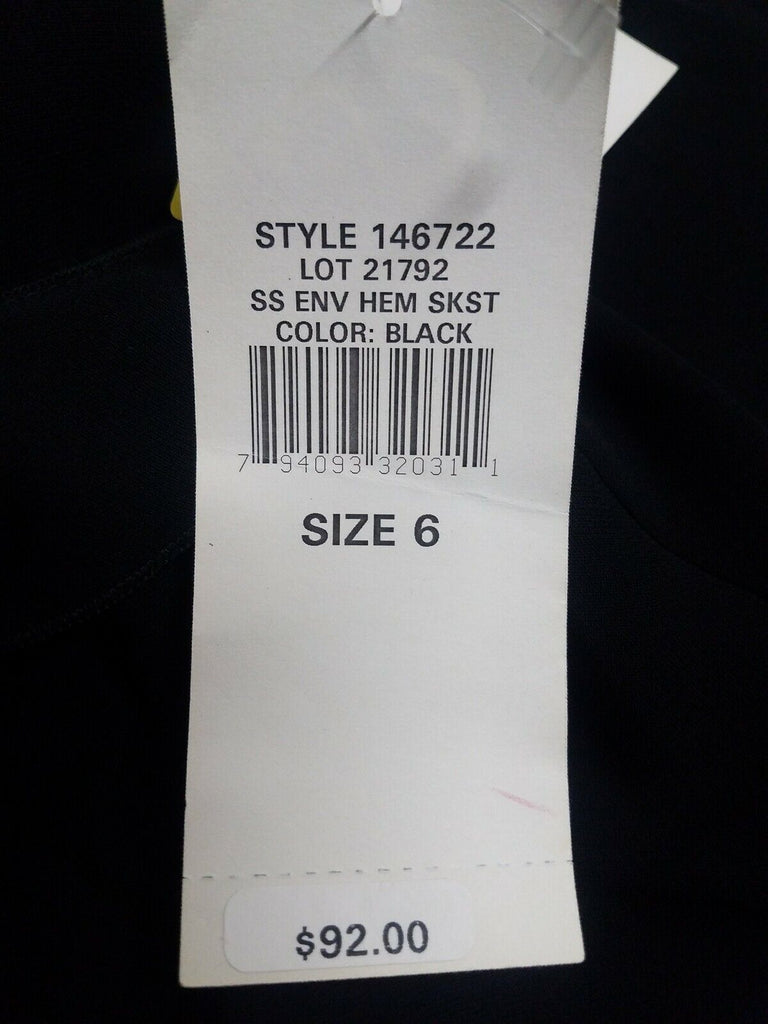 STYLE 146722
LOT 21792
SS ENV HEM SKST
COLOR: BLACK
7 94093 32031 1
SIZE 6
$92.00